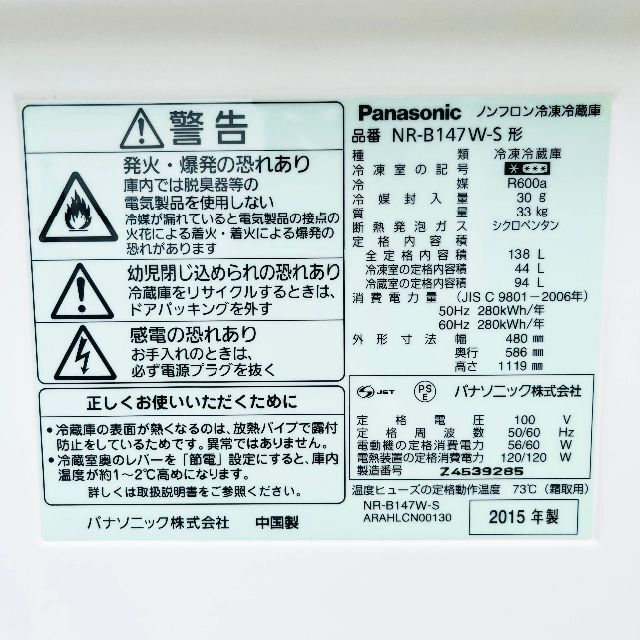 警告
発火・爆発の恐れあり
庫内では脱臭器等の
電気製品を使用しない
冷媒が漏れていると電気製品の接点の
火花による着火・着火による爆発の
恐れがあります
幼児閉じ込められの恐れあり
冷蔵庫をリサイクルするときは、
ドアパッキングを外す
感電の恐れあり
お手入れのときは、
必ず電源プラグを抜く
正しくお使いいただくために
・冷蔵庫の表面が熱くなるのは、放熱パイプで露付
防止をしているためです。異常ではありません。
・冷蔵室奥のレバーを「節電」設定にすると、庫内
温度が約1〜2℃高めになります。
詳しくは取扱説明書をご参照ください。
パナソニック株式会社 中国製
Panasonic ノンフロン冷凍冷蔵庫
品番 NR-B147W-S 形
種類 冷凍冷蔵庫
冷凍室の記号 ****
冷媒 R600a
冷媒封入量 30 g
質量 33 kg
断熱発泡ガス シクロペンタン
定格内容積
全定格内容積 138 L
冷凍室の定格内容積 44 L
冷蔵室の定格内容積 94 L
消費電力量 (JIS C 9801-2006年)
50Hz 280kWh/年
60Hz 280kWh/年
外形寸法 幅 480 mm
奥行 586 mm
高さ 1119 mm
JET PSE パナソニック株式会社
定格電圧 100 V
定格周波数 50/60 Hz
電動機の定格消費電力 56/60 W
電熱装置の定格消費電力 120/120 W
製造番号 Z4539285
温度ヒューズの定格動作温度 73℃ (霜取用)
NR-B147W-S
ARAHLCN00130
2015 年製